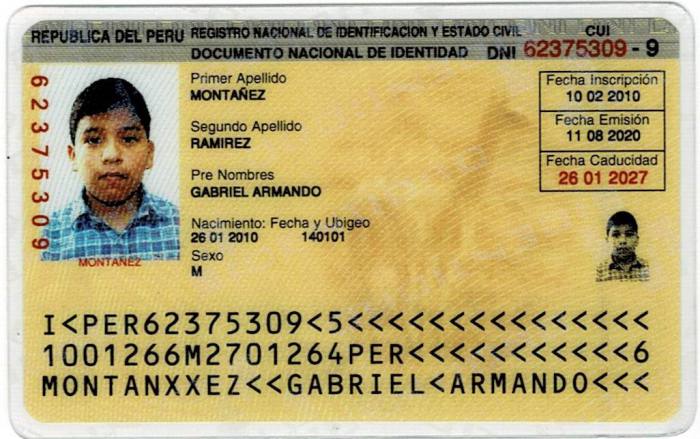 REPUBLICA DEL PERU REGISTRO NACIONAL DE IDENTIFICACION Y ESTADO CIVIL CUI
DOCUMENTO NACIONAL DE IDENTIDAD DNI 62375309 - 9
62375309
Primer Apellido
MONTAÑEZ
Segundo Apellido
RAMIREZ
Pre Nombres
GABRIEL ARMANDO
Nacimiento: Fecha y Ubigeo
26 01 2010 140101
Sexo
M
Fecha Inscripción
10 02 2010
Fecha Emisión
11 08 2020
Fecha Caducidad
26 01 2027
MONTAÑEZ
I<PER62375309<5<<<<<<<<<<<<<<<
1001266M2701264PER<<<<<<<<<<<6
MONTANXXEZ<<GABRIEL<ARMANDO<<<